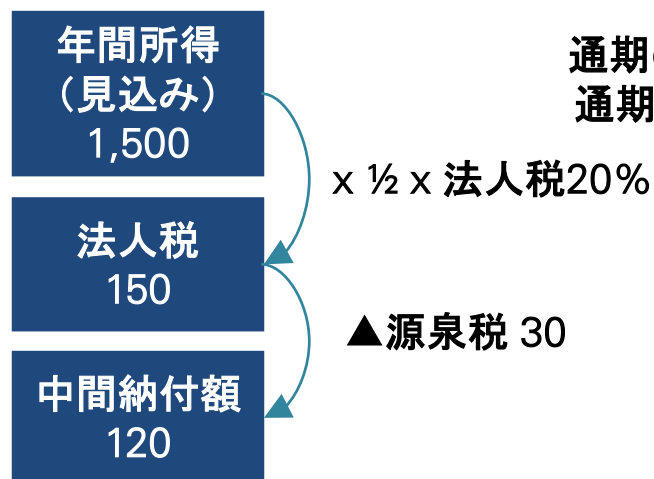 年間所得
（見込み）
1,500
通期
通期
x ½ x 法人税20%
法人税
150
▲源泉税 30
中間納付額
120